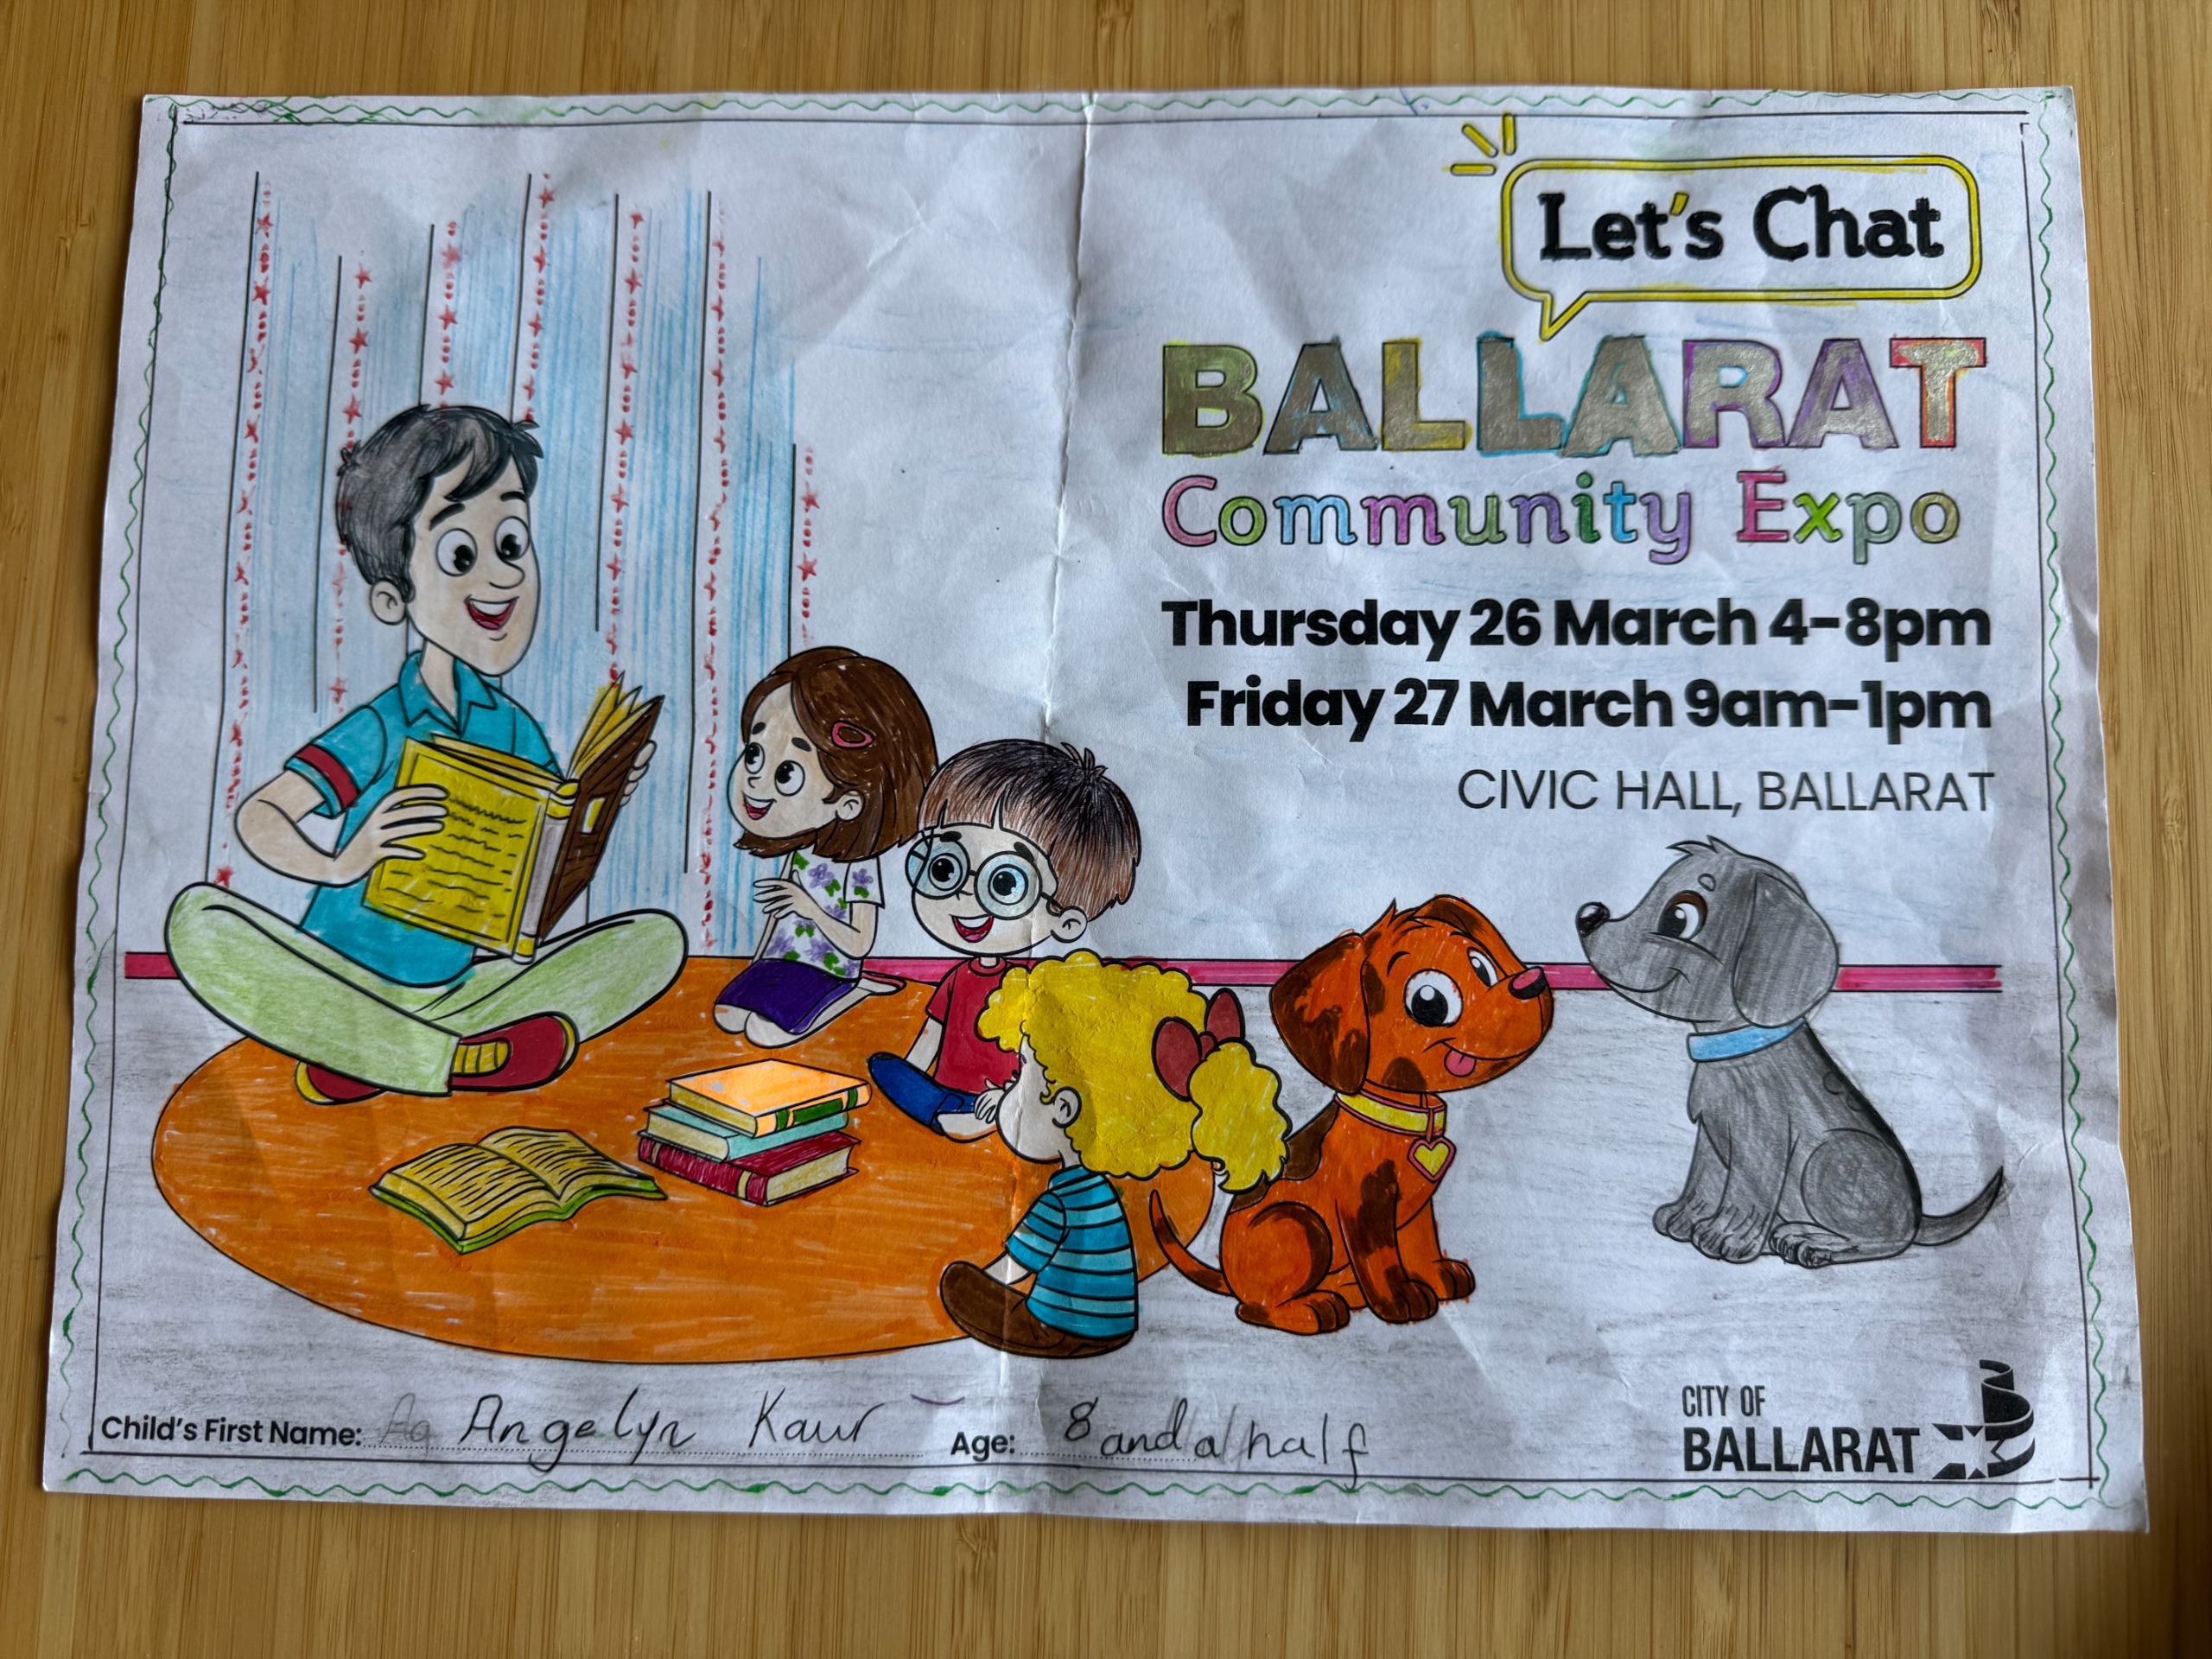 Let's Chat
BALLARAT
Community Expo
Thursday 26 March 4-8pm
Friday 27 March 9am-1pm
CIVIC HALL, BALLARAT
Child's First Name: Ag Angelyn Kaur Age: 8 and a half
CITY OF
BALLARAT